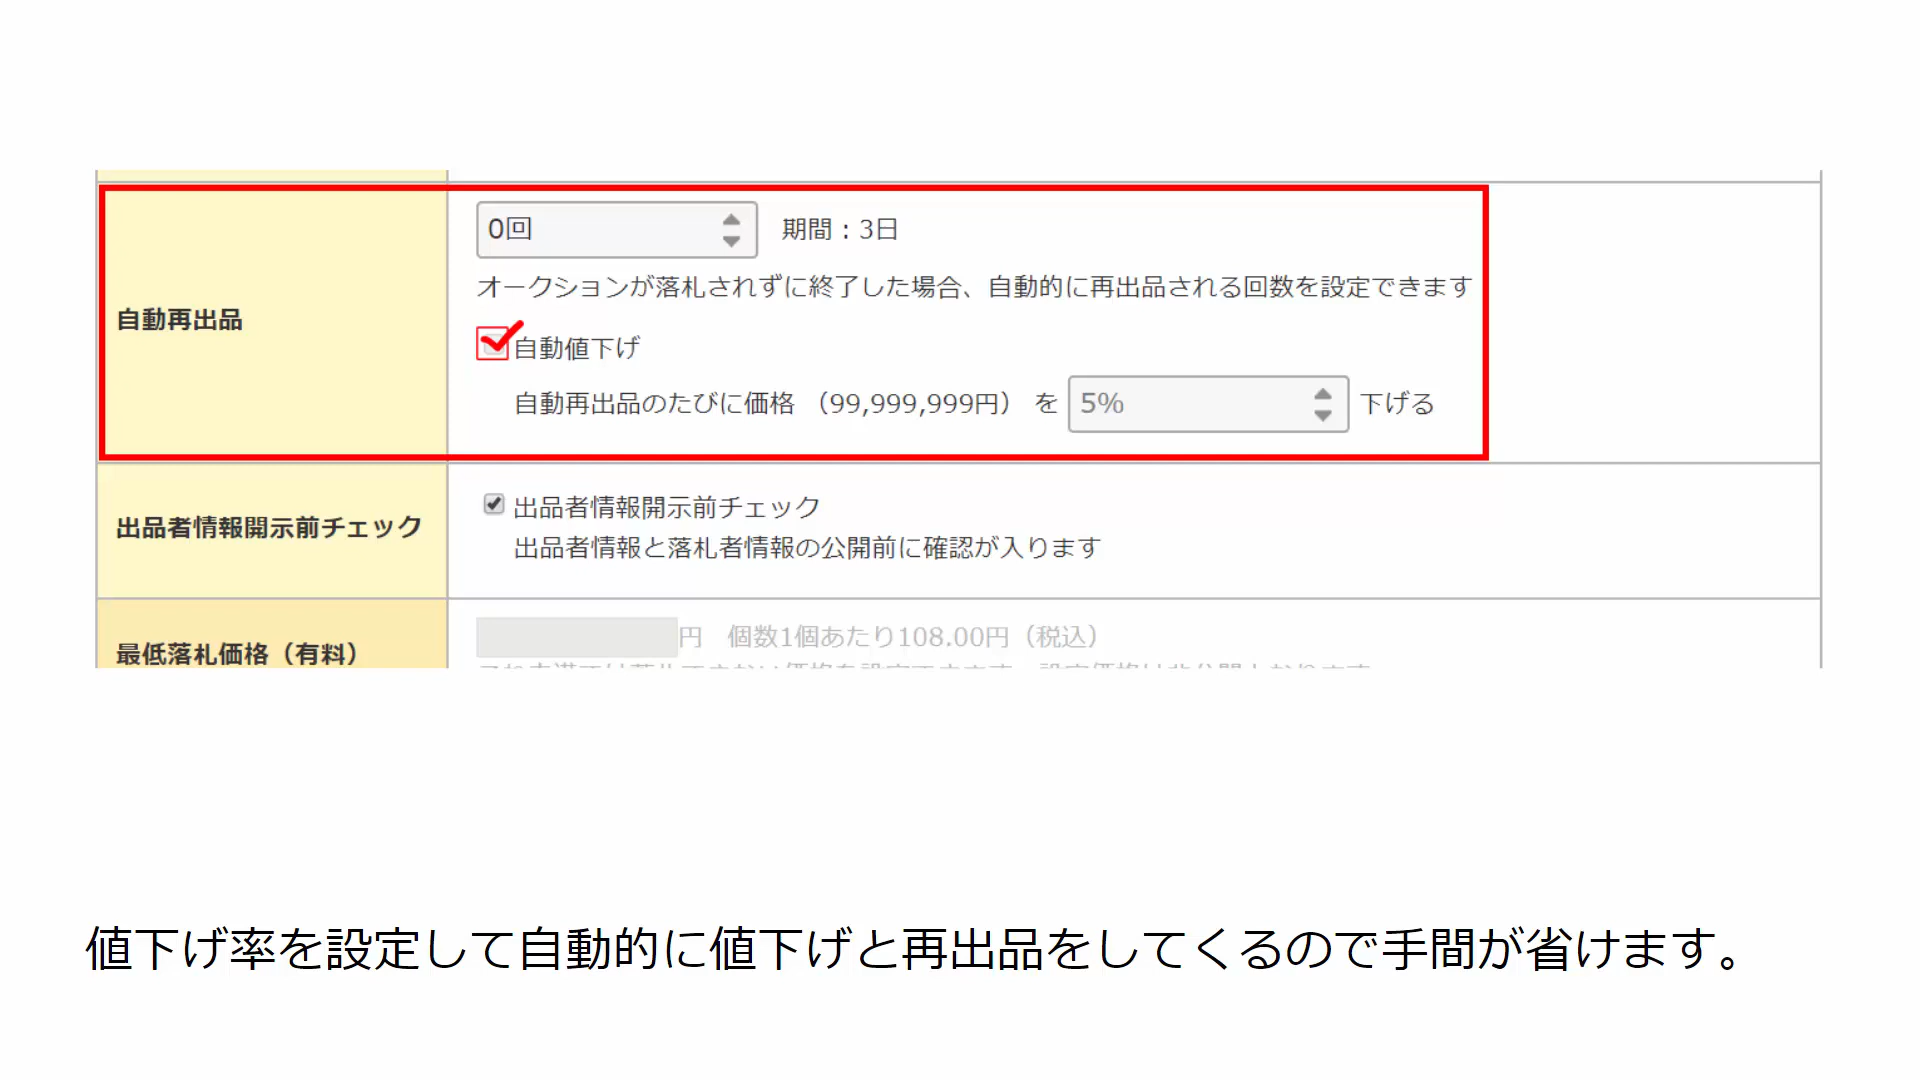 0回 期間：3日
オークションが落札されずに終了した場合、自動的に再出品される回数を設定できます
自動再出品
自動値下げ
自動再出品のたびに価格 （99,999,999円） を 5% 下げる
出品者情報開示前チェック
出品者情報開示前チェック
出品者情報と落札者情報の公開前に確認が入ります
最低落札価格（有料）
円 個数1個あたり108.00円（税込）
値下げ率を設定して自動的に値下げと再出品をしてくるので手間が省けます。